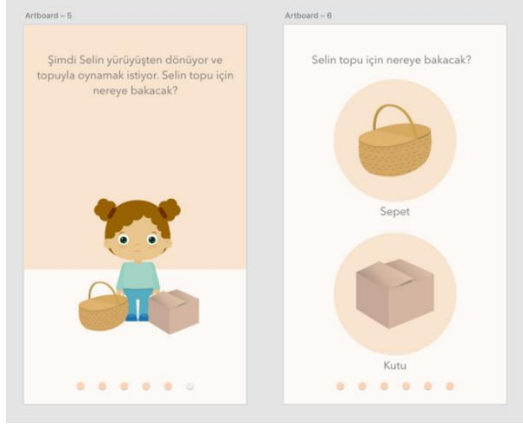 Artboard – 5
Şimdi Selin yürüyüşten dönüyor ve
topuyla oynamak istiyor. Selin topu için
nereye bakacak?
Artboard – 6
Selin topu için nereye bakacak?
Sepet
Kutu